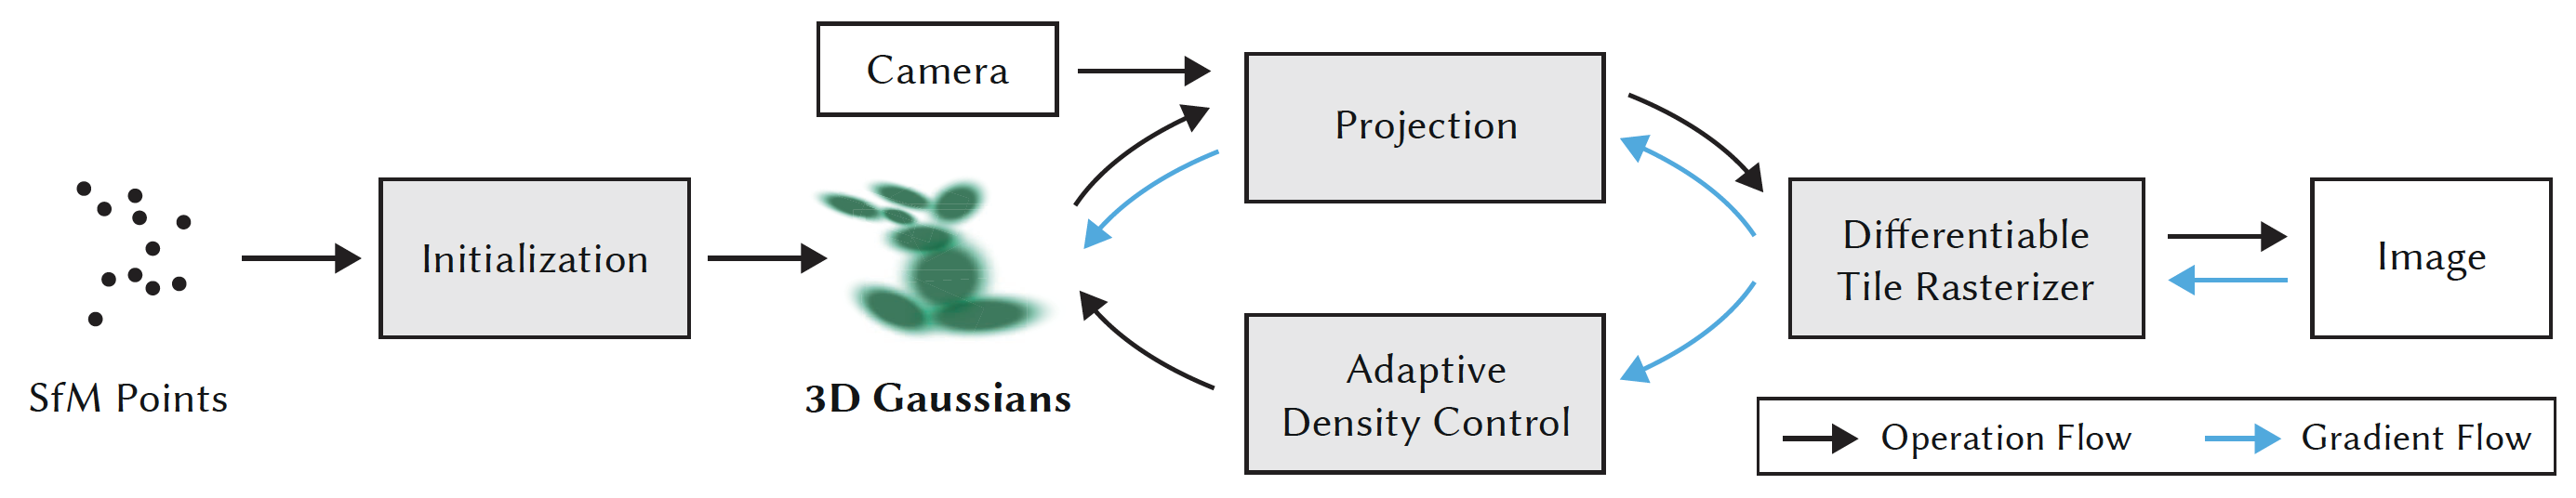 Camera
Projection
Initialization
Differentiable
Tile Rasterizer
Image
SfM Points
3D Gaussians
Adaptive
Density Control
Operation Flow
Gradient Flow